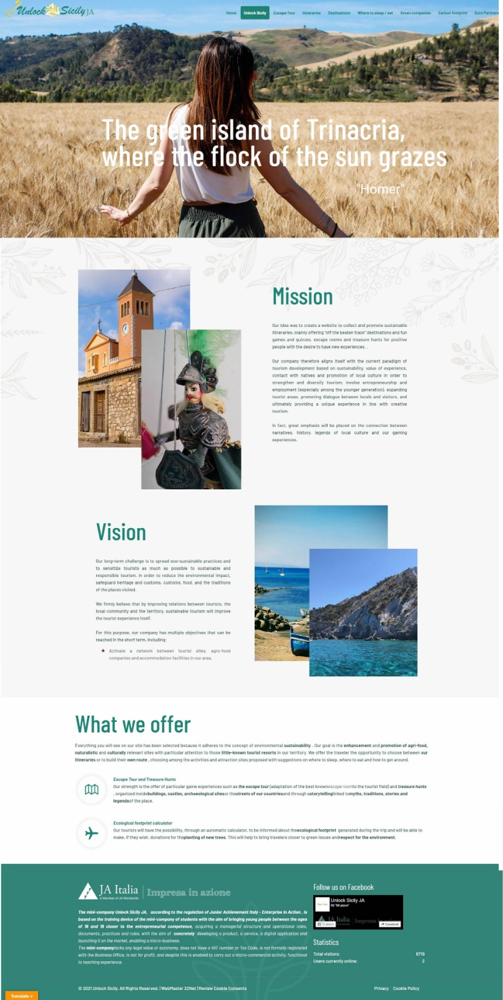 Unlock Sicily JA
Home Unlock Sicily Escape Tour Itineraries Destinations Where to sleep / eat Green companies Carbon footprint Euro Partners
The green island of Trinacria,
where the flock of the sun grazes
"Homer"
Mission
Our idea was to create a website to collect and promote sustainable
itineraries, mainly offering "off the beaten track" destinations and fun
games and quizzes, escape rooms and treasure hunts for positive
people with the desire to have new experiences. .
Our company therefore aligns itself with the current paradigm of
tourism development based on sustainability, value of experience,
contact with natives and promotion of local culture in order to
strengthen and diversify tourism, involve entrepreneurship and
employment (especially among the younger generation), expanding
tourist areas, promoting dialogue between locals and visitors, and
ultimately providing a unique experience in line with creative
tourism.
In fact, great emphasis will be placed on the connection between
narratives, history, legends of local culture and our gaming
experiences.
Vision
Our long-term challenge is to spread eco-sustainable practices and
to sensitize tourists as much as possible to sustainable and
responsible tourism, in order to reduce the environmental impact,
safeguard heritage and customs, customs, food, and the traditions
of the places visited.
We firmly believe that by improving relations between tourists, the
local community and the territory, sustainable tourism will improve
the tourist experience itself.
For this purpose, our company has multiple objectives that can be
reached in the short term, including:
★ Activate a network between tourist sites, agro-food
companies and accommodation facilities in our area.
What we offer
Everything you will see on our site has been selected because it adheres to the concept of environmental sustainability . Our goal is the enhancement and promotion of agri-food,
naturalistic and culturally relevant sites with particular attention to those little-known tourist resorts in our territory. We offer the traveler the opportunity to choose between our
itineraries or to build their own route , choosing among the activities and attraction sites proposed with suggestions on where to sleep, where to eat and how to get around.
Escape Tour and Treasure Hunts
Our strength is the offer of particular game experiences such as the escape tour (adaptation of the best knownescape roomto the tourist field) and treasure hunts
, organized insidebuildings, castles, archaeological sitesor thestreets of our countriesand through astorytellinglinked tomyths, traditions, stories and
legendsof the place.
Ecological footprint calculator
Our tourists will have the possibility, through an automatic calculator, to be informed about theecological footprint generated during the trip and will be able to
make, if they wish, donations for theplanting of new trees. This will help to bring travelers closer to green issues andrespect for the environment.
JA Italia
A Member of JA Worldwide
Impresa in azione
The mini-company Unlock Sicily JA, according to the regulation of Junior Achievement Italy - Enterprise in Action , is
based on the training device of the mini-company of students with the aim of bringing young people between the ages
of 16 and 19 closer to the entrepreneurial competence, acquiring a managerial structure and operational roles,
documents, practices and rules, with the aim of concretely developing a product, a service, a digital application and
launching it on the market, enabling a micro-business.
The mini-companylacks any legal value or autonomy, does not have a VAT number or Tax Code, is not formally registered
with the Business Office, is not for profit, and despite this is enabled to carry out a micro-commercial activity, functional
to teaching experience.
Follow us on Facebook
Unlock Sicily JA
68 "Mi piace"
Ti piace
Condividi
Statistics
Total visitors: 6719
Users currently online: 2
© 2021 Unlock Sicily. All Rights Reserved. | WebMaster 22Net | Review Cookie Consents
Privacy Cookie Policy
Translate »